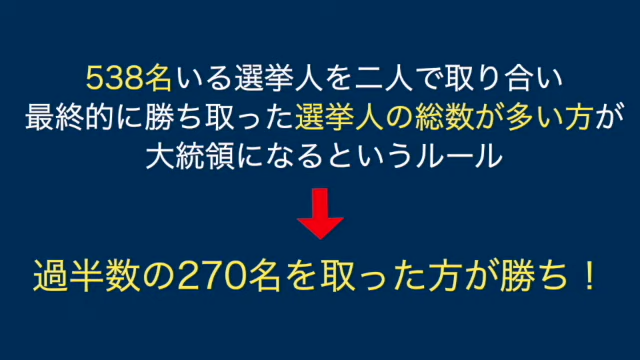 538名いる選挙人を二人で取り合い
最終的に勝ち取った選挙人の総数が多い方が
大統領になるというルール
過半数の270名を取った方が勝ち！